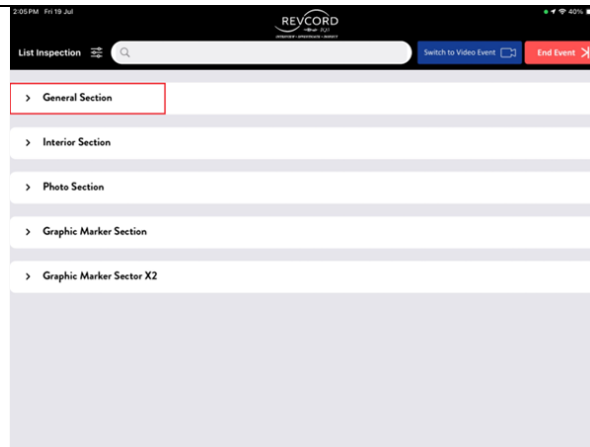 2:05 PM Fri 19 Jul
40%
REVCORD
List Inspection
Switch to Video Event
End Event
General Section
Interior Section
Photo Section
Graphic Marker Section
Graphic Marker Sector X2